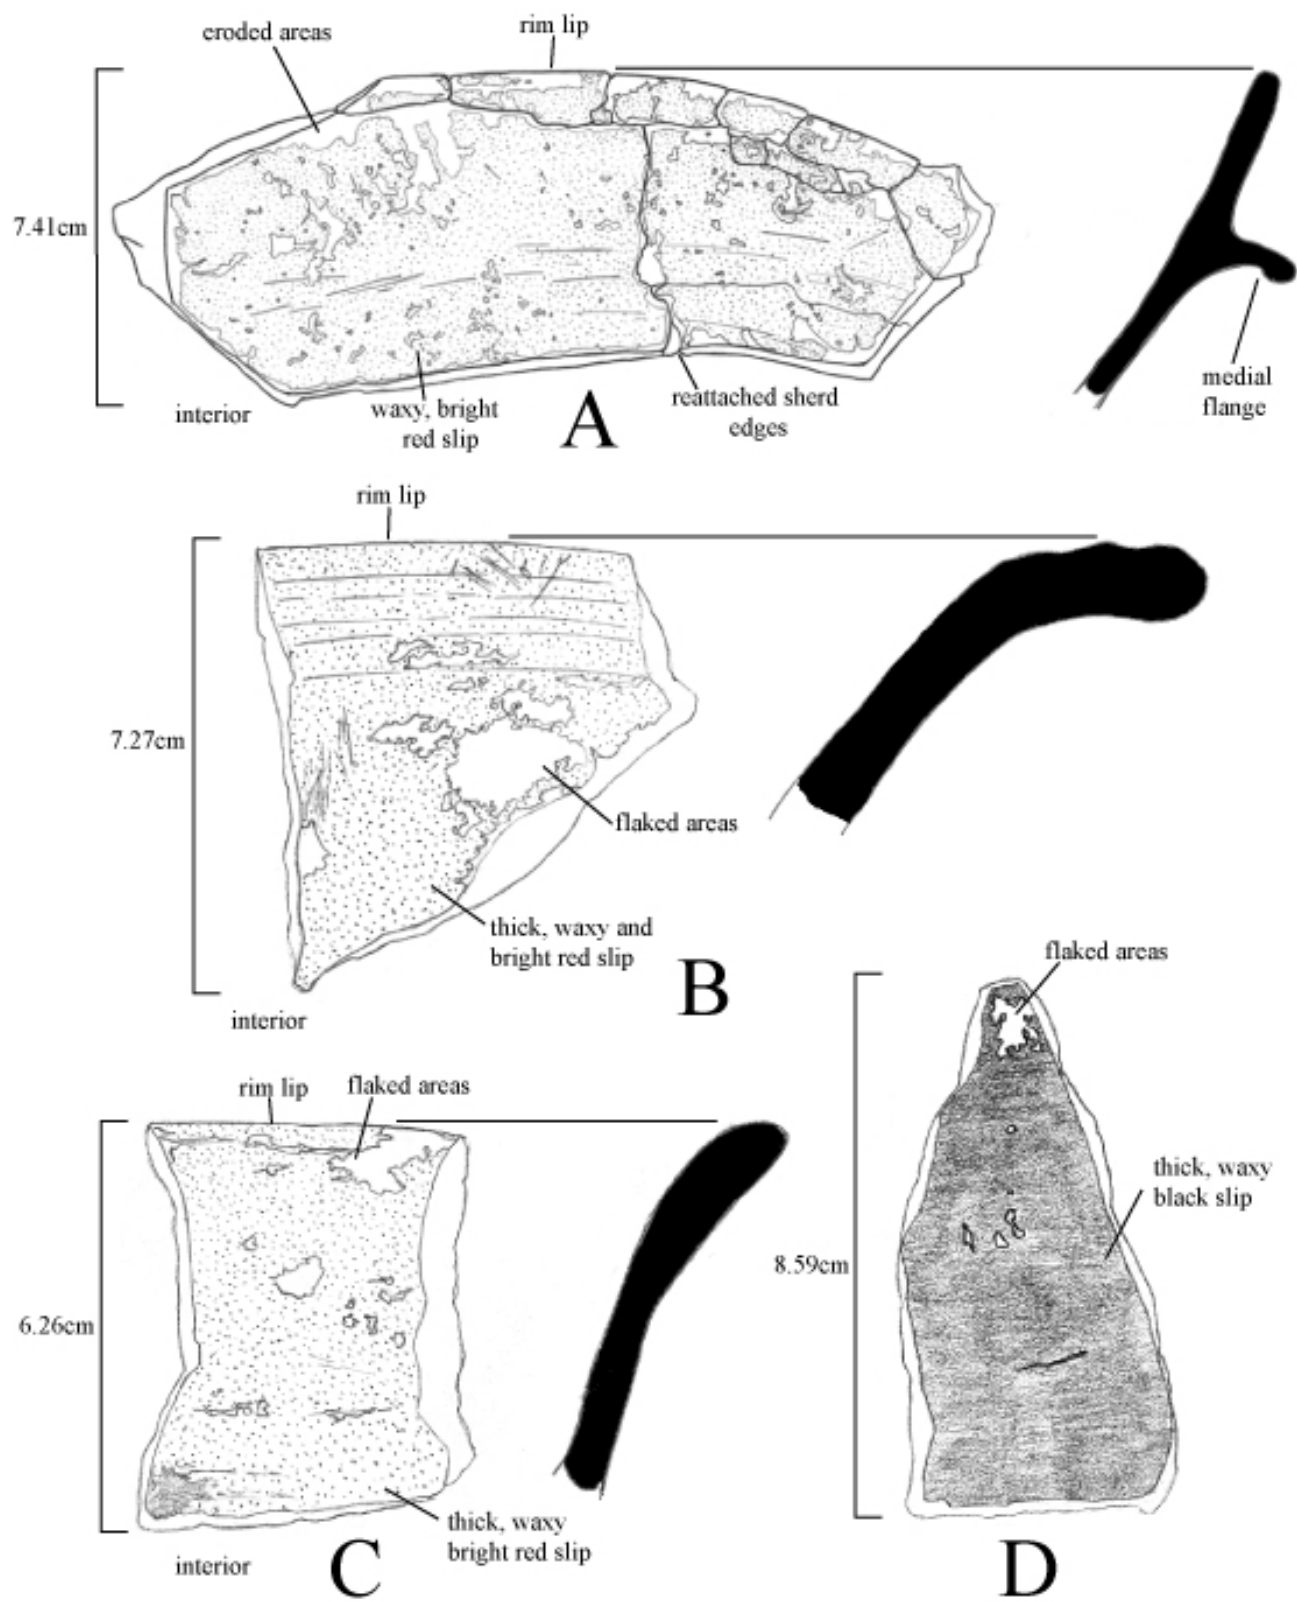 eroded areas
rim lip
7.41cm
medial
flange
interior
waxy, bright
red slip
A
reattached sherd
edges
rim lip
7.27cm
flaked areas
thick, waxy and
bright red slip
B
interior
flaked areas
rim lip
flaked areas
thick, waxy
black slip
8.59cm
6.26cm
thick, waxy
bright red slip
interior
C
D